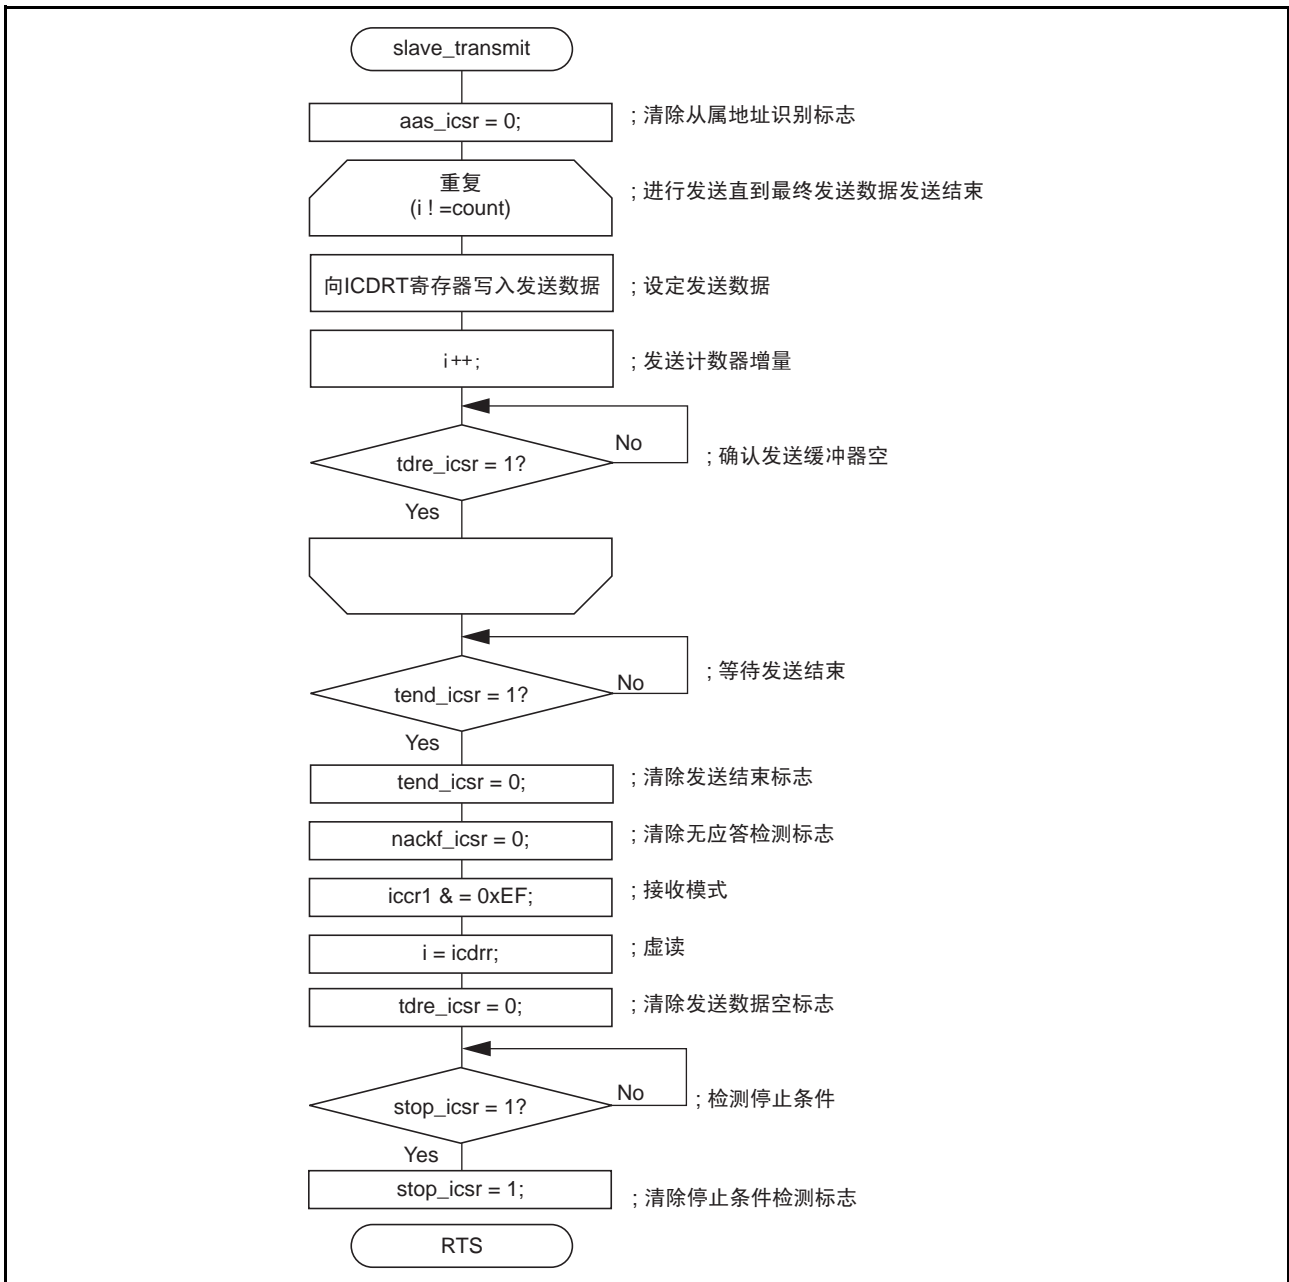 slave_transmit
aas_icsr = 0;
; 清除从属地址识别标志
重复
(i ! =count)
; 进行发送直到最终发送数据发送结束
向ICDRT寄存器写入发送数据
; 设定发送数据
i ++;
; 发送计数器增量
No
tdre_icsr = 1?
; 确认发送缓冲器空
Yes
No
tend_icsr = 1?
; 等待发送结束
Yes
tend_icsr = 0;
; 清除发送结束标志
nackf_icsr = 0;
; 清除无应答检测标志
iccr1 & = 0xEF;
; 接收模式
i = icdrr;
; 虚读
tdre_icsr = 0;
; 清除发送数据空标志
No
stop_icsr = 1?
; 检测停止条件
Yes
stop_icsr = 1;
; 清除停止条件检测标志
RTS